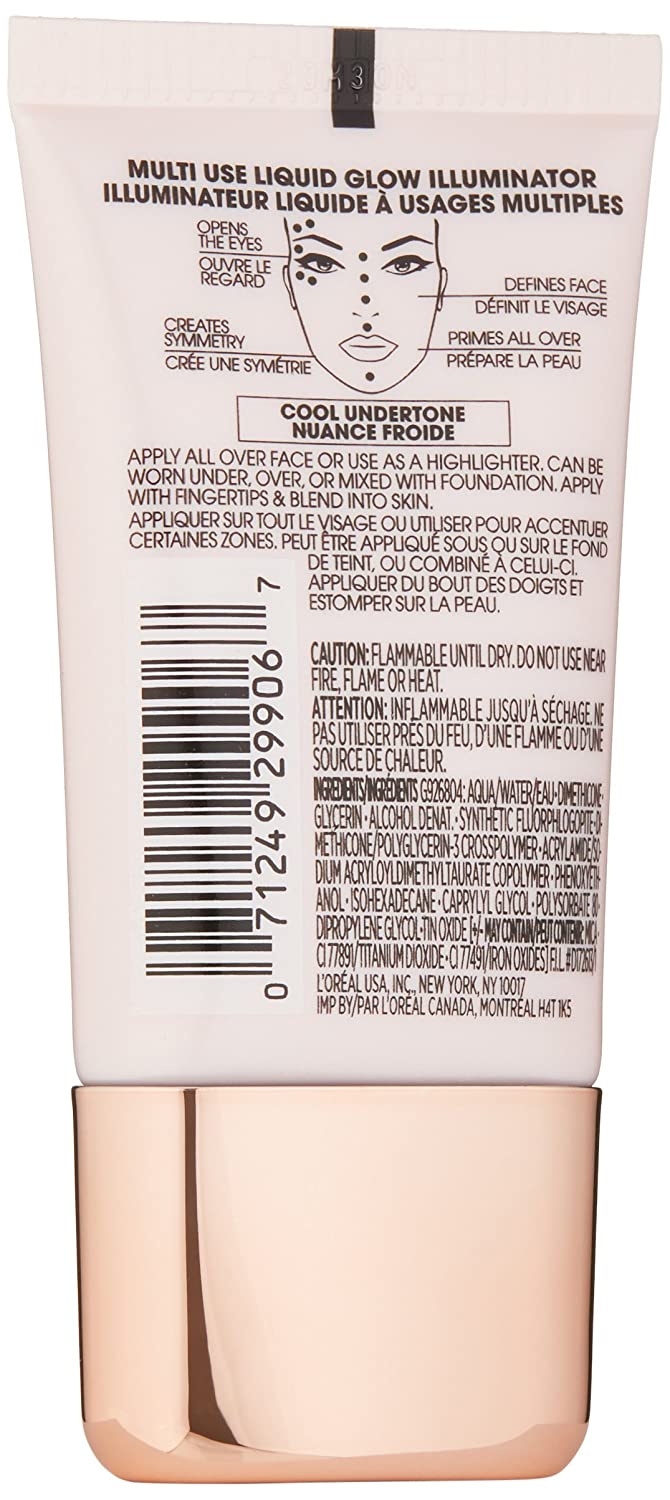 MULTI USE LIQUID GLOW ILLUMINATOR
ILLUMINATEUR LIQUIDE À USAGES MULTIPLES
OPENS
THE EYES
OUVRE LE
REGARD
CREATES
SYMMETRY
CRÉE UNE SYMÉTRIE
DEFINES FACE
DÉFINIT LE VISAGE
PRIMES ALL OVER
PRÉPARE LA PEAU
COOL UNDERTONE
NUANCE FROIDE
APPLY ALL OVER FACE OR USE AS A HIGHLIGHTER. CAN BE
WORN UNDER, OVER, OR MIXED WITH FOUNDATION. APPLY
WITH FINGERTIPS & BLEND INTO SKIN.
APPLIQUER SUR TOUT LE VISAGE OU UTILISER POUR ACCENTUER
CERTAINES ZONES. PEUT ÊTRE APPLIQUÉ SOUS OU SUR LE FOND
DE TEINT, OU COMBINÉ À CELUI-CI.
APPLIQUER DU BOUT DES DOIGTS ET
ESTOMPER SUR LA PEAU.
0 71249 29906 7
CAUTION: FLAMMABLE UNTIL DRY. DO NOT USE NEAR
FIRE, FLAME OR HEAT.
ATTENTION: INFLAMMABLE JUSQU'À SÉCHAGE. NE
PAS UTILISER PRÈS DU FEU, D'UNE FLAMME OU D'UNE
SOURCE DE CHALEUR.
INGREDIENTS/INGRÉDIENTS G926804: AQUA/WATER/EAU • DIMETHICONE •
GLYCERIN • ALCOHOL DENAT. • SYNTHETIC FLUORPHLOGOPITE • DI-
METHICONE/POLYGLYCERIN-3 CROSSPOLYMER • ACRYLAMIDE/SO-
DIUM ACRYLOYLDIMETHYLTAURATE COPOLYMER • PHENOXYETH-
ANOL • ISOHEXADECANE • CAPRYLYL GLYCOL • POLYSORBATE 80 •
DIPROPYLENE GLYCOL • TIN OXIDE [+/- MAY CONTAIN/PEUT CONTENIR: MICA •
CI 77891/TITANIUM DIOXIDE • CI 77491/IRON OXIDES] F.I.L.
L'ORÉAL USA, INC., NEW YORK, NY 10017
IMP BY/PAR L'ORÉAL CANADA, MONTRÉAL H4T 1K5